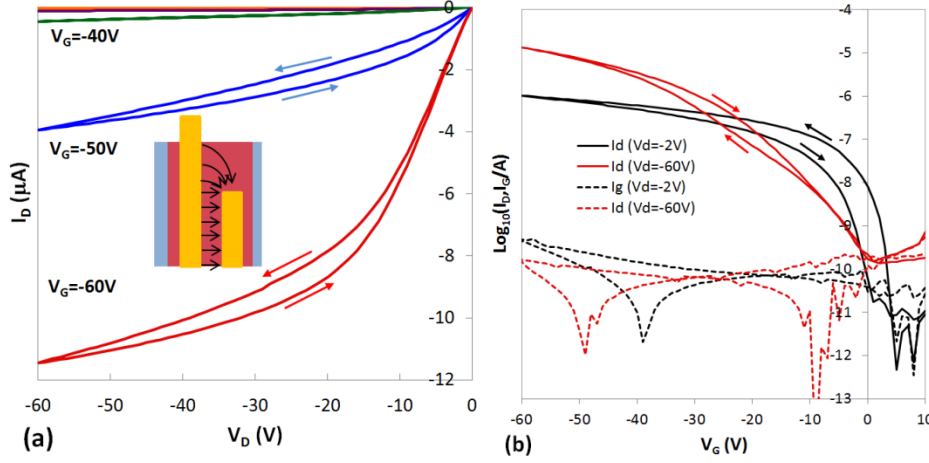 0
-2
-4
-6
-8
-10
-12
I_D (µA)
V_G=-40V
V_G=-50V
V_G=-60V
-60 -50 -40 -30 -20 -10 0
V_D (V)
(a)
-4
-5
-6
-7
-8
-9
-10
-11
-12
-13
Log₁₀(I_D,I_G/A)
Id (Vd=-2V)
Id (Vd=-60V)
Ig (Vd=-2V)
Id (Vd=-60V)
-60 -50 -40 -30 -20 -10 0 10
V_G (V)
(b)